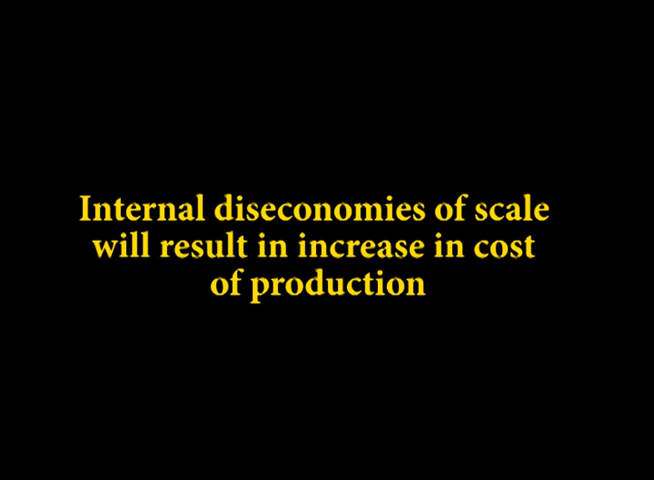 Internal diseconomies of scale
will result in increase in cost
of production